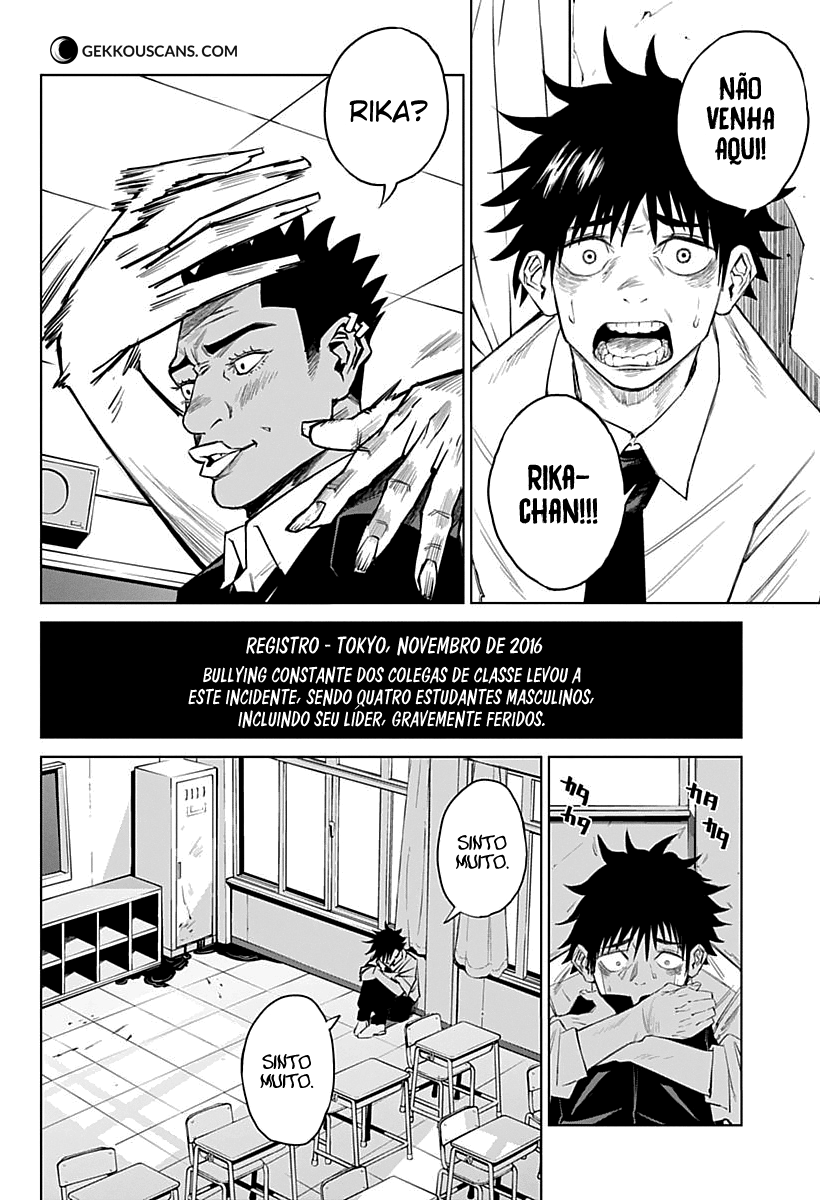 GEKKOUSCANS.COM
NÃO
VENHA
AQUI!
RIKA-
CHAN!!!
RIKA?
REGISTRO - TOKYO, NOVEMBRO DE 2016
BULLYING CONSTANTE DOS COLEGAS DE CLASSE LEVOU A
ESTE INCIDENTE, SENDO QUATRO ESTUDANTES MASCULINOS,
INCLUINDO SEU LÍDER, GRAVEMENTE FERIDOS.
カタ
カタ
カタ
カタ
SINTO
MUITO.
SINTO
MUITO.